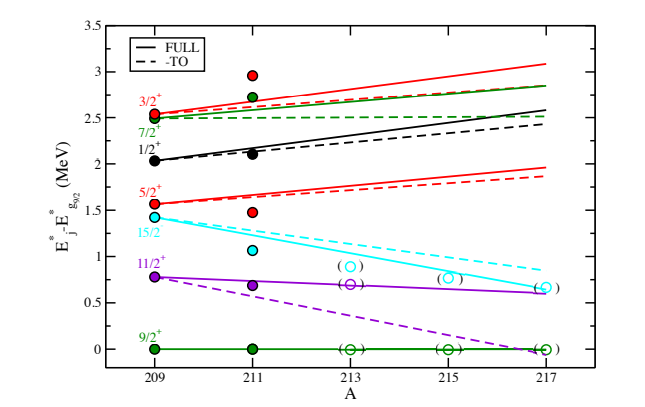 3.5
3
2.5
2
1.5
1
0.5
0
E*j-E*g9/2 (MeV)
FULL
-TO
3/2+
7/2+
1/2+
5/2+
15/2
11/2+
9/2+
( )
( ) ( ) ( )
( ) ( ) ( )
209 211 213 215 217
A